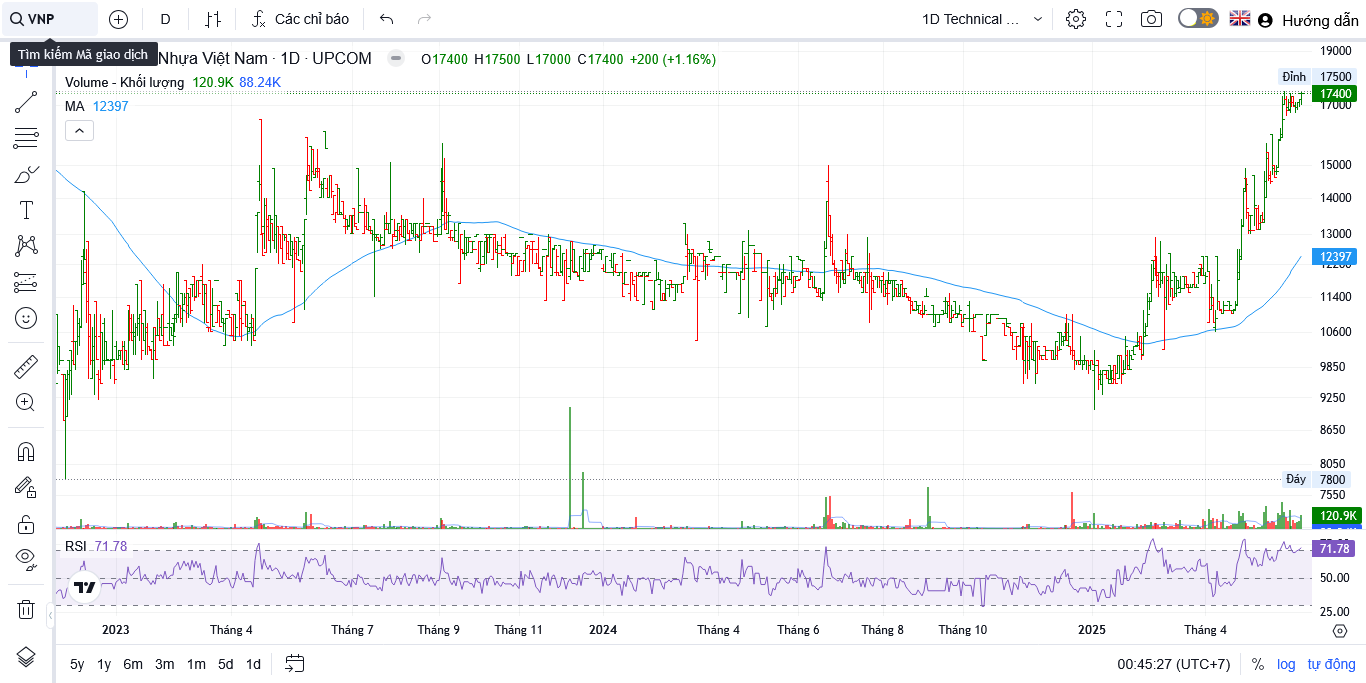 VNP D Các chỉ báo 1D Technical ... Hướng dẫn
Tìm kiếm Mã giao dịch
Nhựa Việt Nam · 1D · UPCOM O17400 H17500 L17000 C17400 +200 (+1.16%)
Volume - Khối lượng 120.9K 88.24K
MA 12397
19000
Đỉnh 17500
17400
17000
15000
14000
13000
12397
12200
11400
10600
9850
9250
8650
8050
Đáy 7800
7550
120.9K
RSI 71.78
71.78
50.00
25.00
2023 Tháng 4 Tháng 7 Tháng 9 Tháng 11 2024 Tháng 4 Tháng 6 Tháng 8 Tháng 10 2025 Tháng 4
5y 1y 6m 3m 1m 5d 1d 00:45:27 (UTC+7) % log tự động